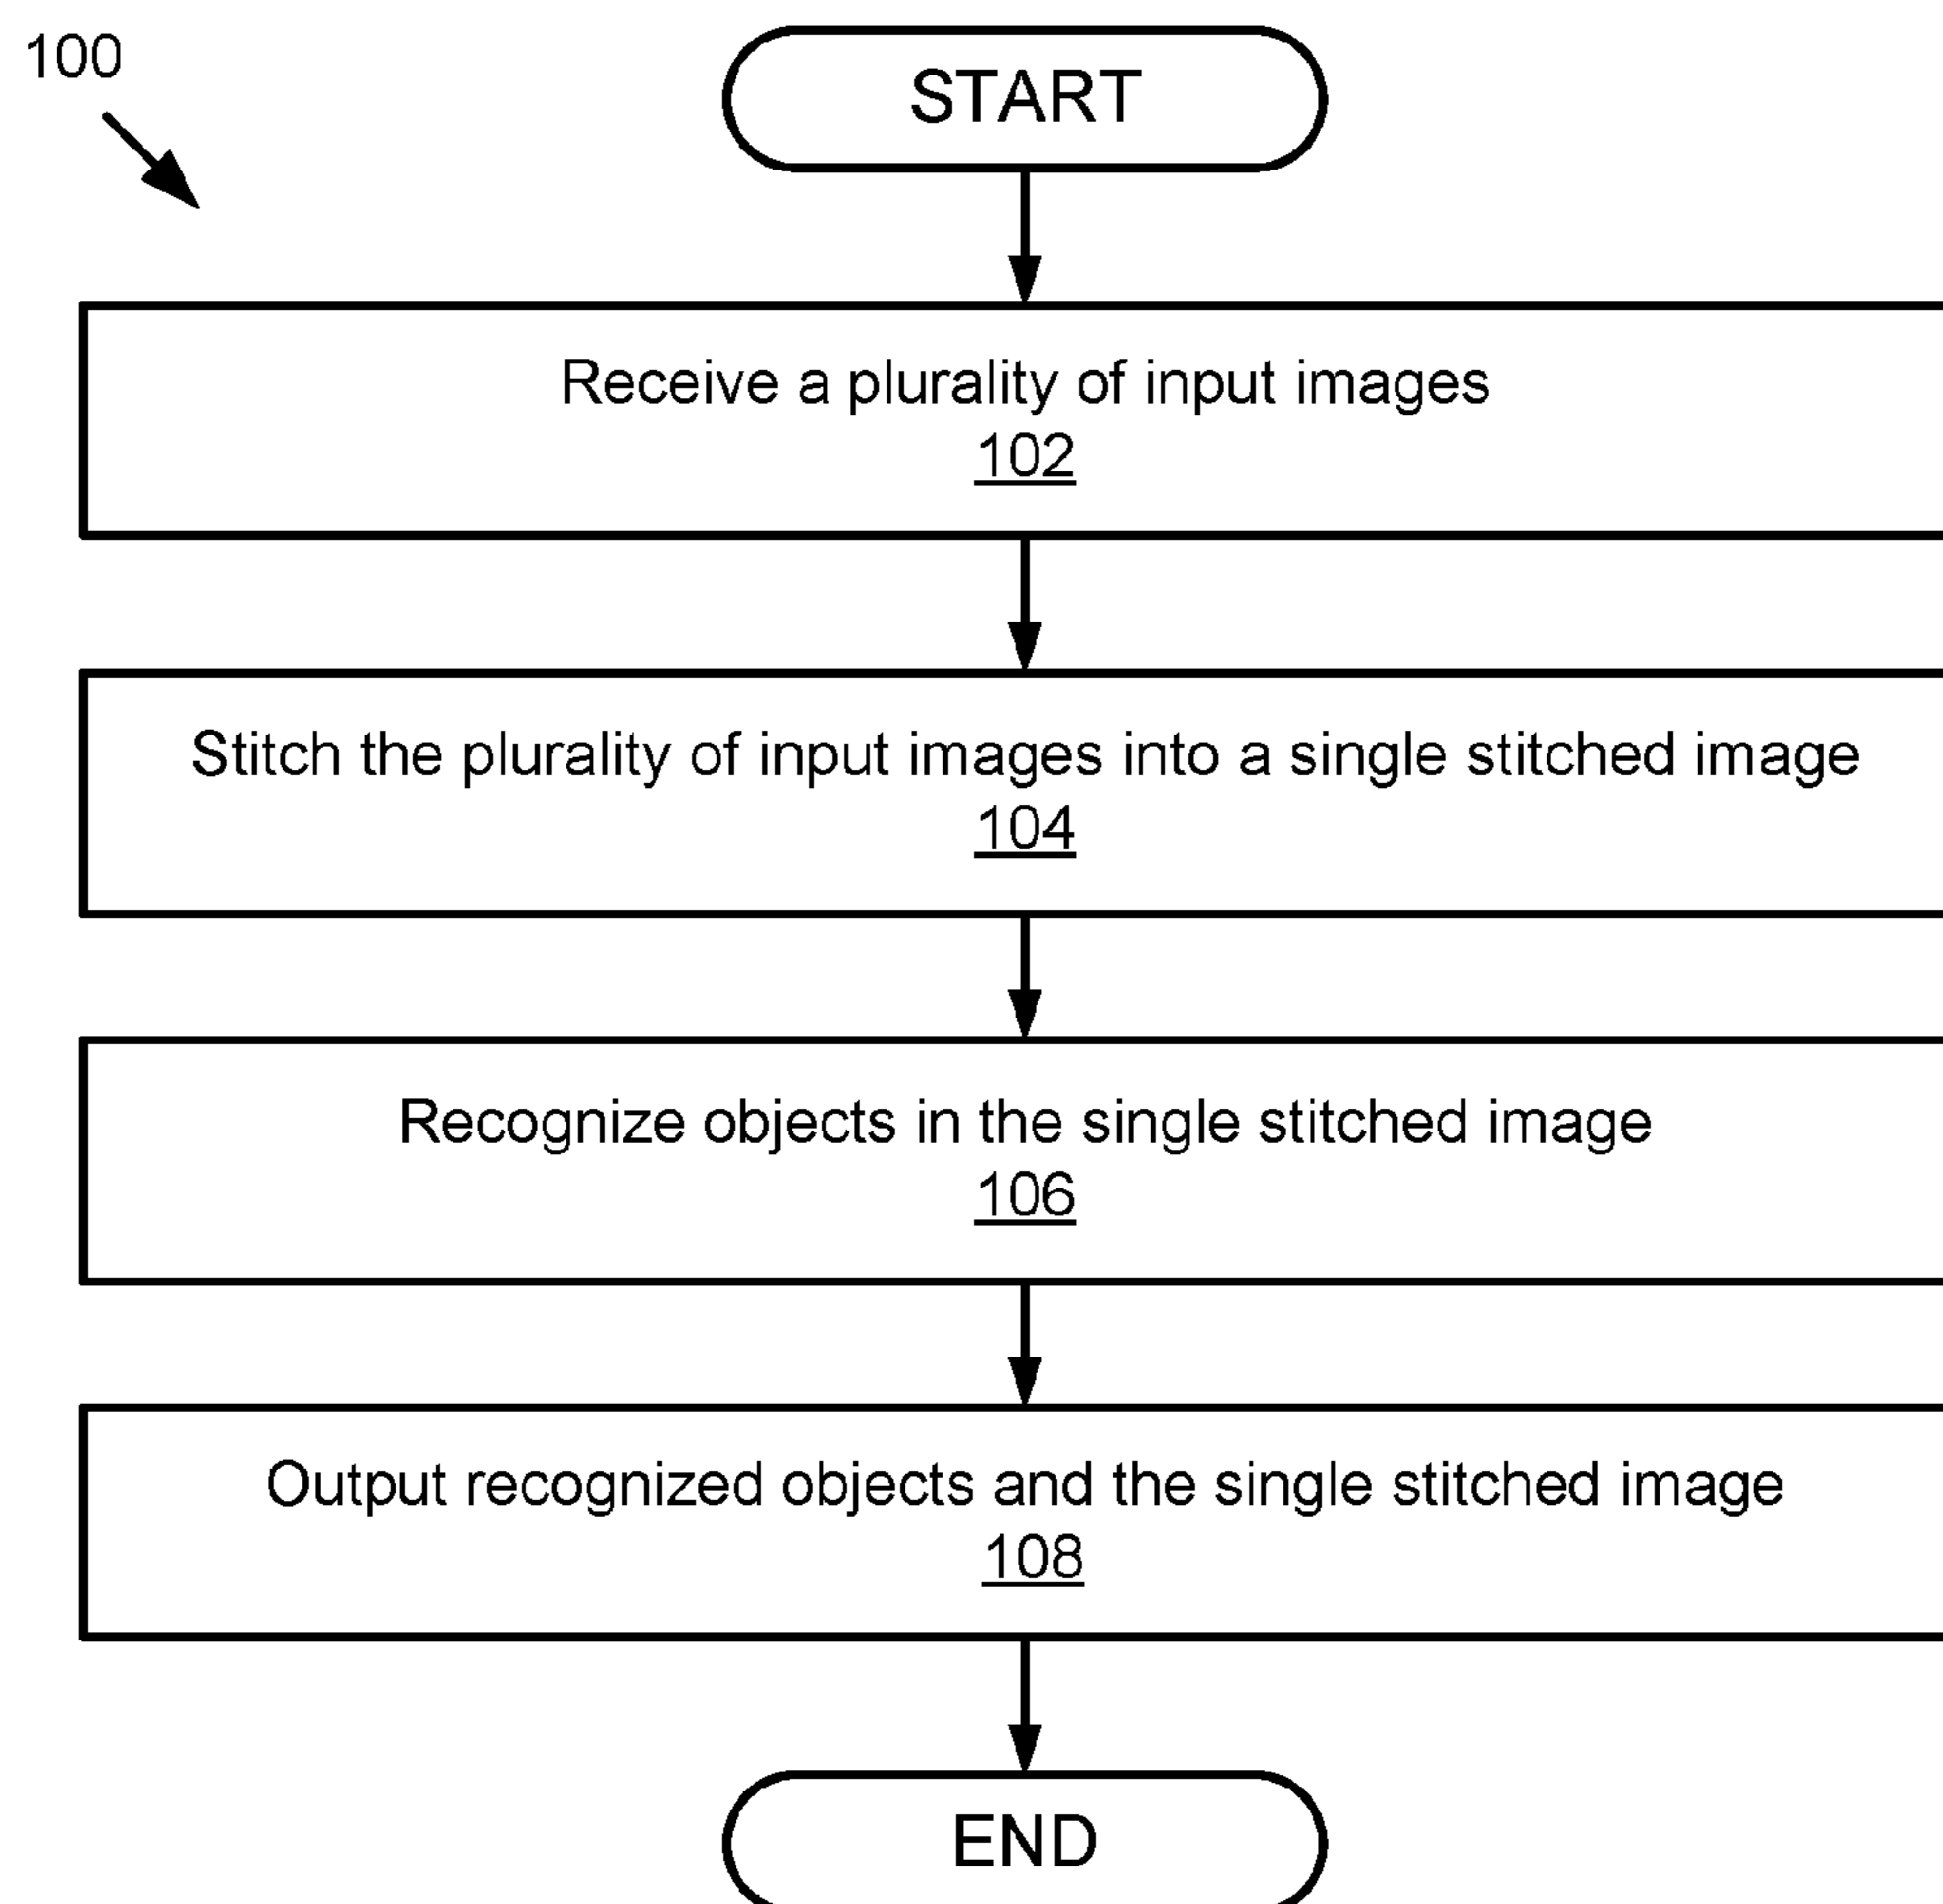 100
START
Receive a plurality of input images
102
Stitch the plurality of input images into a single stitched image
104
Recognize objects in the single stitched image
106
Output recognized objects and the single stitched image
108
END